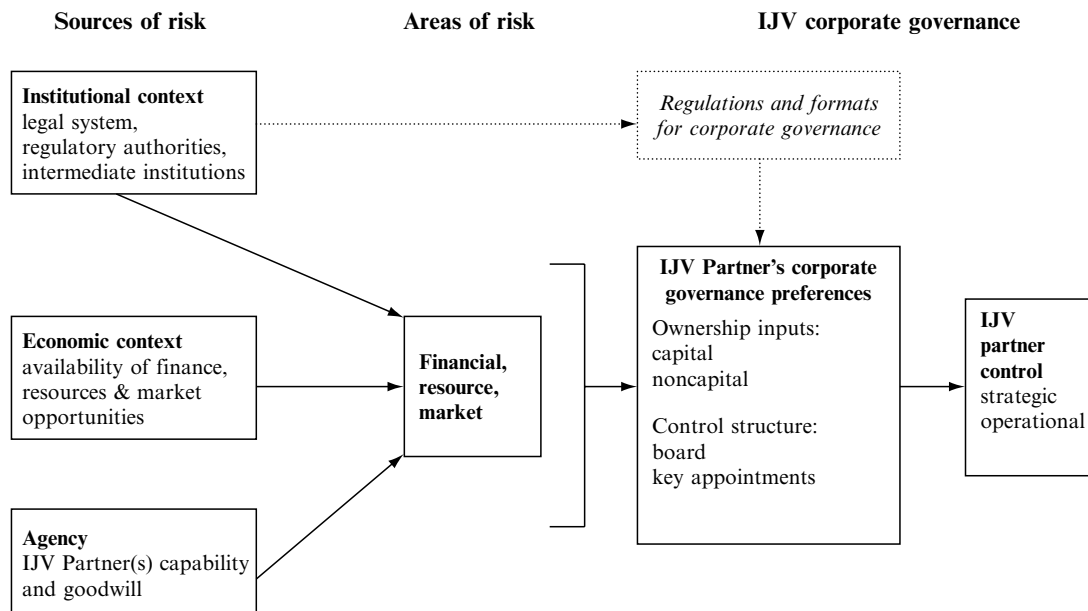 Sources of risk
Areas of risk
IJV corporate governance
Institutional context
legal system,
regulatory authorities,
intermediate institutions
Regulations and formats
for corporate governance
Economic context
availability of finance,
resources & market
opportunities
Agency
IJV Partner(s) capability
and goodwill
Financial,
resource,
market
IJV Partner's corporate
governance preferences
Ownership inputs:
capital
noncapital
Control structure:
board
key appointments
IJV
partner
control
strategic
operational